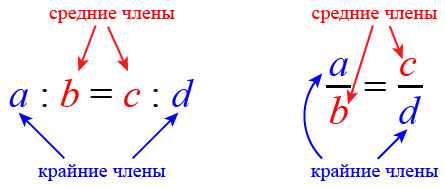 средние члены
a : b = c : d
крайние члены
средние члены
a/b = c/d
крайние члены